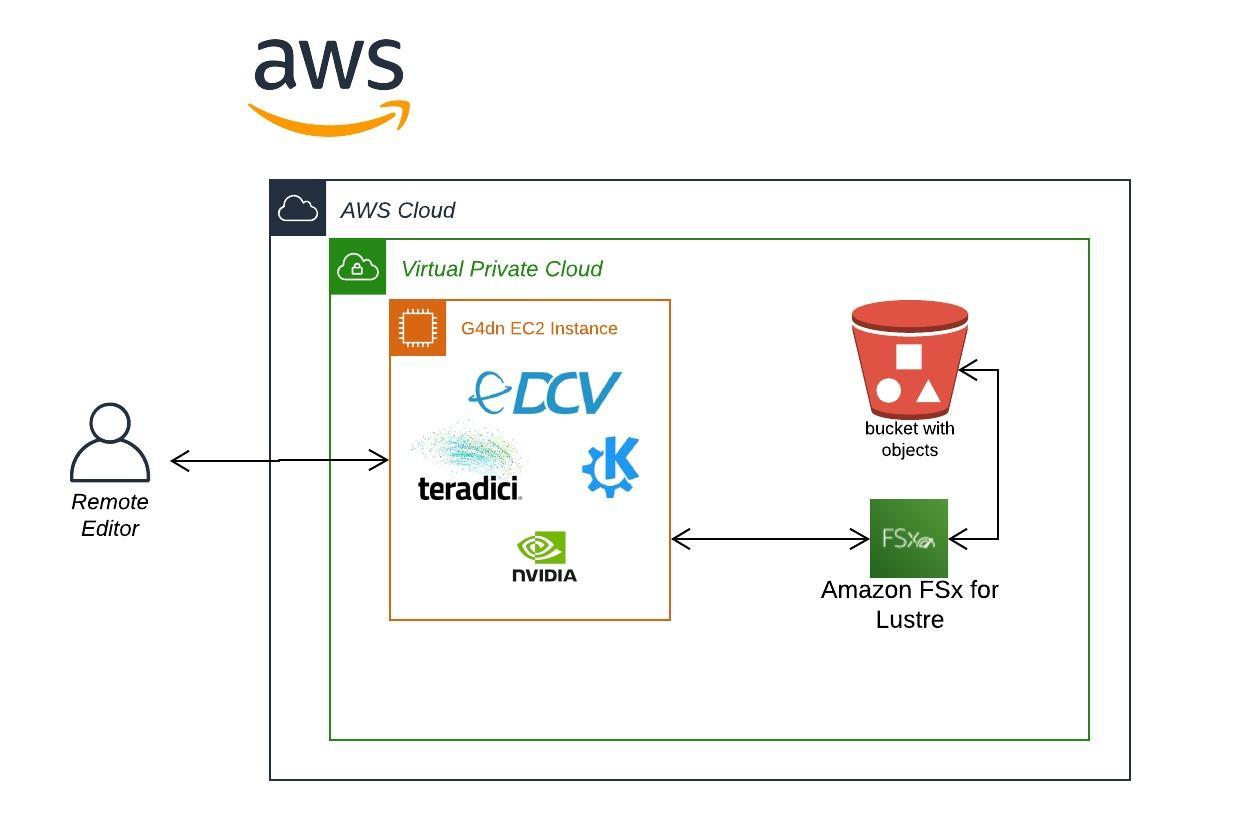 aws
AWS Cloud
Virtual Private Cloud
G4dn EC2 Instance
DCV
teradici
K
NVIDIA
Remote
Editor
bucket with
objects
FSx
Amazon FSx for
Lustre